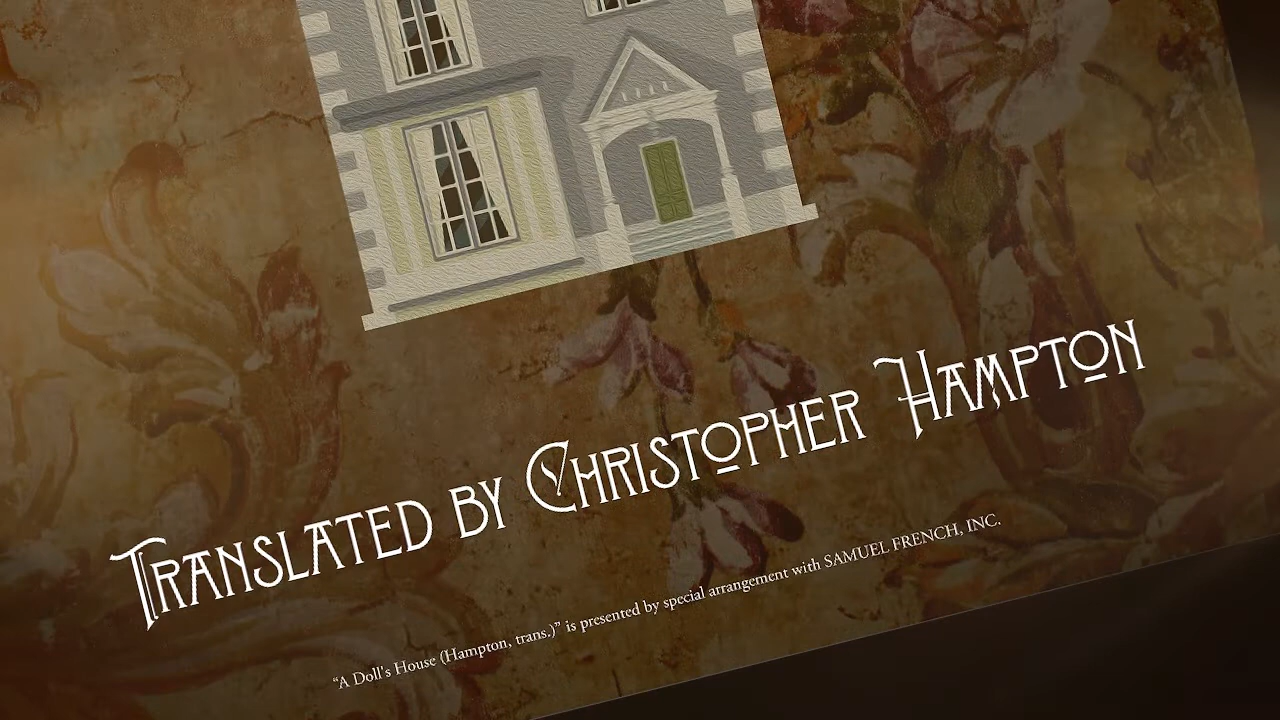 Translated by Christopher Hampton
"A Doll's House (Hampton, trans.)" is presented by special arrangement with SAMUEL FRENCH, INC.